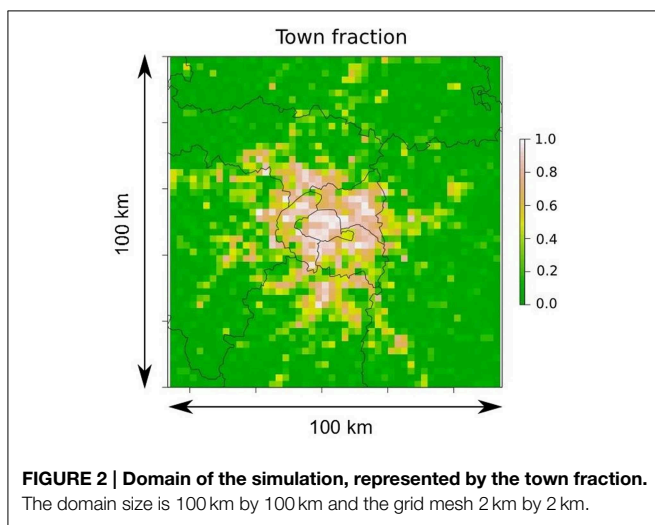 Town fraction
100 km
1.0
0.8
0.6
0.4
0.2
0.0
100 km
FIGURE 2 | Domain of the simulation, represented by the town fraction.
The domain size is 100 km by 100 km and the grid mesh 2 km by 2 km.